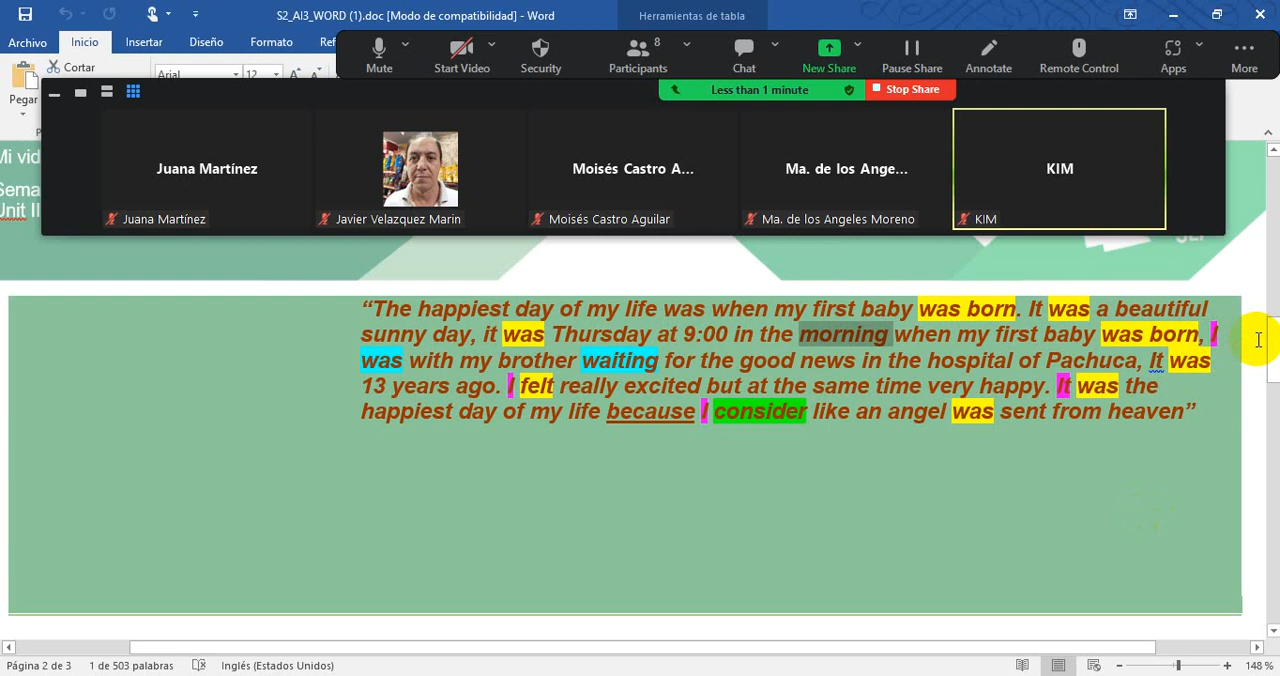 S2_AI3_WORD (1).doc [Modo de compatibilidad] - Word
Herramientas de tabla
Archivo Inicio Insertar Diseño Formato Ref
Mute Start Video Security Participants 8 Chat New Share Pause Share Annotate Remote Control Apps More
Cortar
Arial 12
Pegar
Less than 1 minute Stop Share
Mi vid
Sema
Unit II
Juana Martínez Moisés Castro A... Ma. de los Ange... KIM
Juana Martínez Javier Velazquez Marin Moisés Castro Aguilar Ma. de los Angeles Moreno KIM
“The happiest day of my life was when my first baby was born. It was a beautiful
sunny day, it was Thursday at 9:00 in the morning when my first baby was born, I
was with my brother waiting for the good news in the hospital of Pachuca, It was
13 years ago. I felt really excited but at the same time very happy. It was the
happiest day of my life because I consider like an angel was sent from heaven”
Página 2 de 3 1 de 503 palabras Inglés (Estados Unidos) 148 %